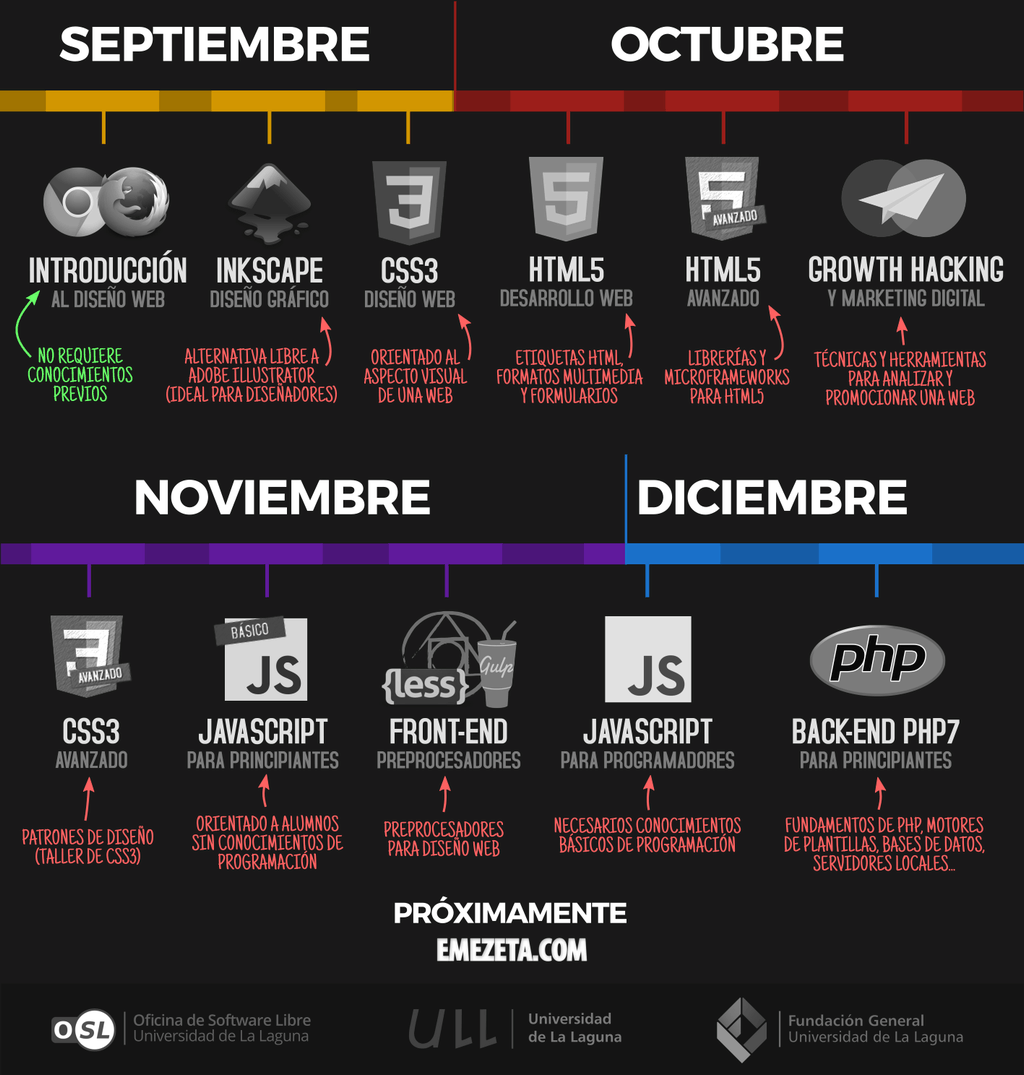 SEPTIEMBRE
OCTUBRE
INTRODUCCIÓN
AL DISEÑO WEB
NO REQUIERE
CONOCIMIENTOS
PREVIOS
INKSCAPE
DISEÑO GRÁFICO
ALTERNATIVA LIBRE A
ADOBE ILLUSTRATOR
(IDEAL PARA DISEÑADORES)
3
CSS3
DISEÑO WEB
ORIENTADO AL
ASPECTO VISUAL
DE UNA WEB
5
HTML5
DESARROLLO WEB
ETIQUETAS HTML,
FORMATOS MULTIMEDIA
Y FORMULARIOS
5
AVANZADO
HTML5
AVANZADO
LIBRERÍAS Y
MICROFRAMEWORKS
PARA HTML5
GROWTH HACKING
Y MARKETING DIGITAL
TÉCNICAS Y HERRAMIENTAS
PARA ANALIZAR Y
PROMOCIONAR UNA WEB
NOVIEMBRE
DICIEMBRE
3
AVANZADO
CSS3
AVANZADO
PATRONES DE DISEÑO
(TALLER DE CSS3)
BÁSICO
JS
JAVASCRIPT
PARA PRINCIPIANTES
ORIENTADO A ALUMNOS
SIN CONOCIMIENTOS DE
PROGRAMACIÓN
{less}
Gulp
FRONT-END
PREPROCESADORES
PREPROCESADORES
PARA DISEÑO WEB
JS
JAVASCRIPT
PARA PROGRAMADORES
NECESARIOS CONOCIMIENTOS
BÁSICOS DE PROGRAMACIÓN
php
BACK-END PHP7
PARA PRINCIPIANTES
FUNDAMENTOS DE PHP, MOTORES
DE PLANTILLAS, BASES DE DATOS,
SERVIDORES LOCALES...
PRÓXIMAMENTE
EMEZETA.COM
OSL
Oficina de Software Libre
Universidad de La Laguna
ULL
Universidad
de La Laguna
Fundación General
Universidad de La Laguna